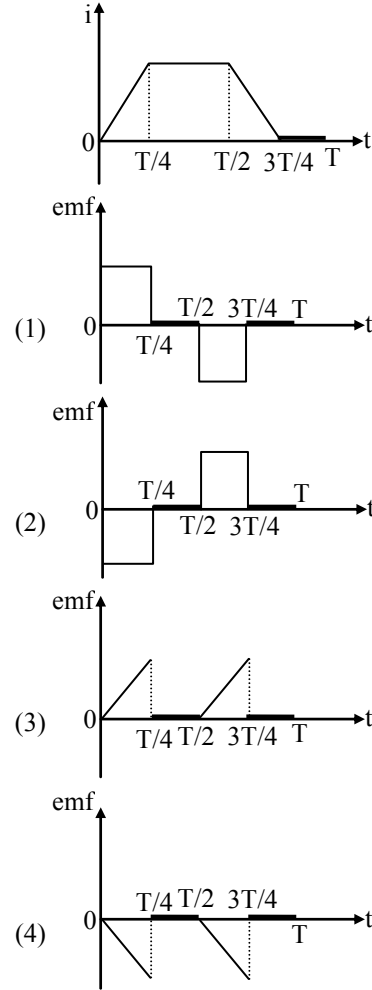 i
0
T/4 T/2 3T/4 T t
emf
(1) 0 T/4 T/2 3T/4 T t
emf
(2) 0 T/4 T/2 3T/4 T t
emf
(3) 0 T/4 T/2 3T/4 T t
emf
(4) 0 T/4 T/2 3T/4 T t